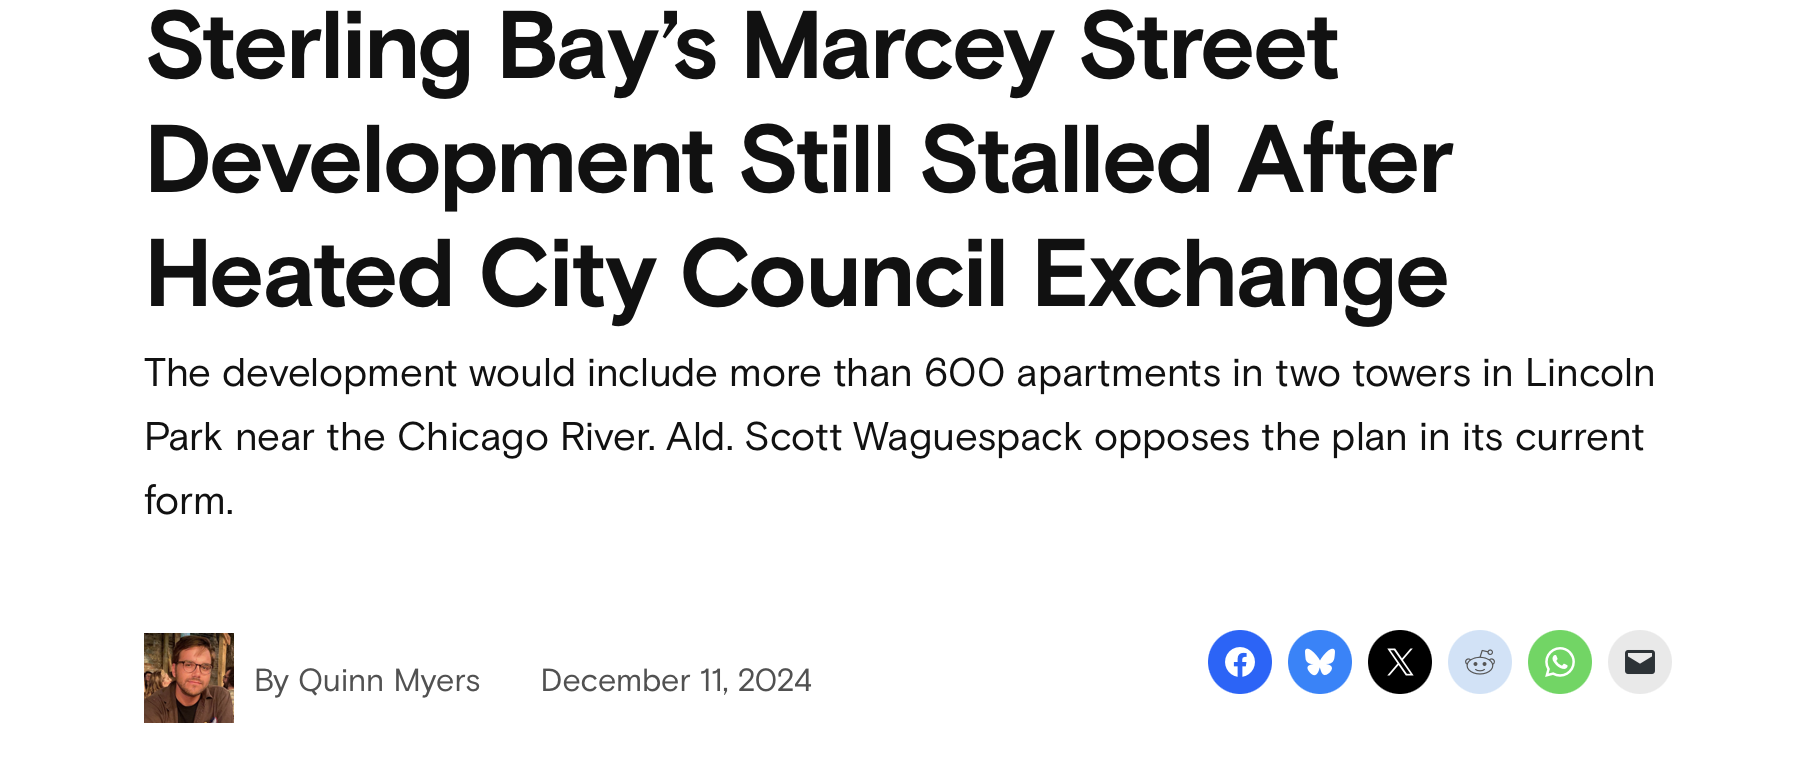 Sterling Bay’s Marcey Street
Development Still Stalled After
Heated City Council Exchange
The development would include more than 600 apartments in two towers in Lincoln
Park near the Chicago River. Ald. Scott Waguespack opposes the plan in its current
form.
By Quinn Myers December 11, 2024